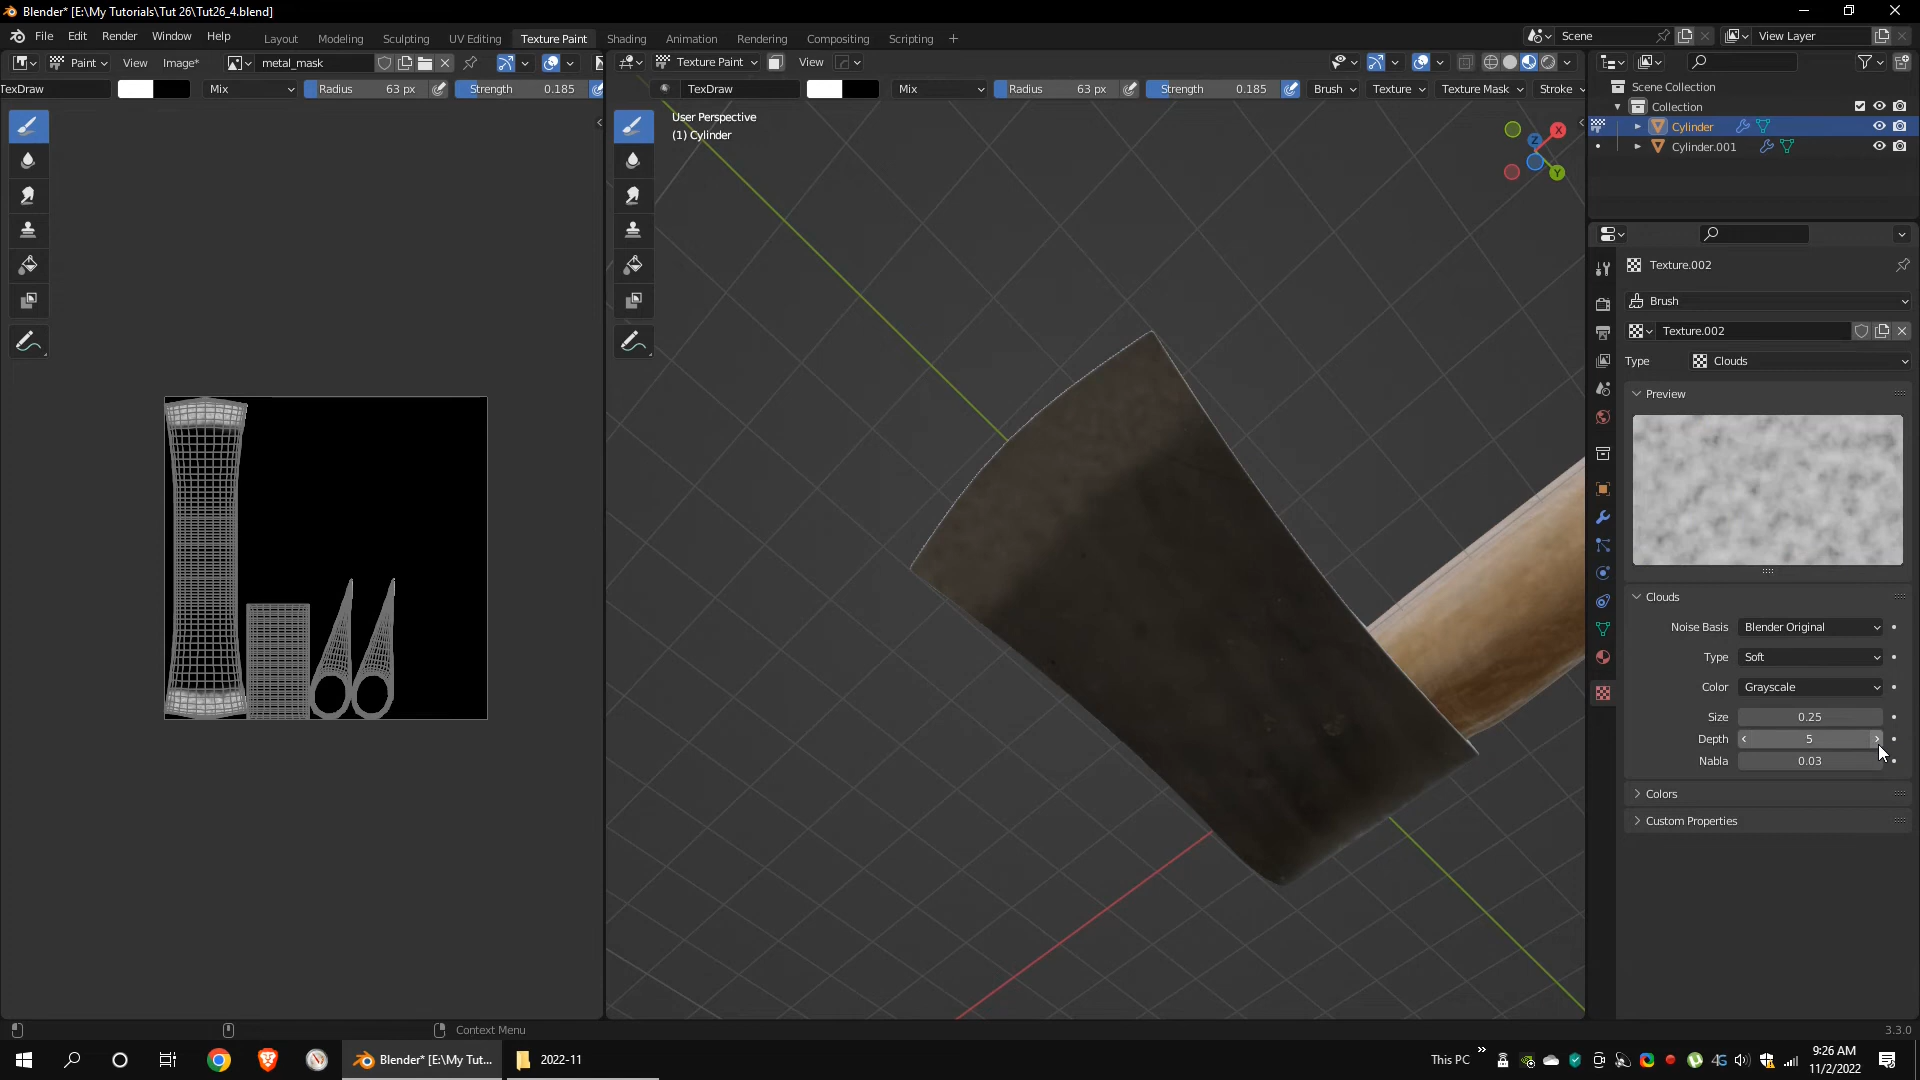 Blender* [E:\My Tutorials\Tut 26\Tut26_4.blend]
File Edit Render Window Help
Layout Modeling Sculpting UV Editing Texture Paint Shading Animation Rendering Compositing Scripting
Scene
View Layer
Paint View Image* metal_mask
Texture Paint View
TexDraw Mix Radius 63 px Strength 0.185
TexDraw Mix Radius 63 px Strength 0.185 Brush Texture Texture Mask Stroke
User Perspective
(1) Cylinder
X
Z
Y
Scene Collection
Collection
Cylinder
Cylinder.001
Texture.002
Brush
Texture.002
Type Clouds
Preview
Clouds
Noise Basis Blender Original
Type Soft
Color Grayscale
Size 0.25
Depth 5
Nabla 0.03
Colors
Custom Properties
Context Menu
3.3.0
Blender* [E:\My Tut...
2022-11
This PC
4G
9:26 AM
11/2/2022